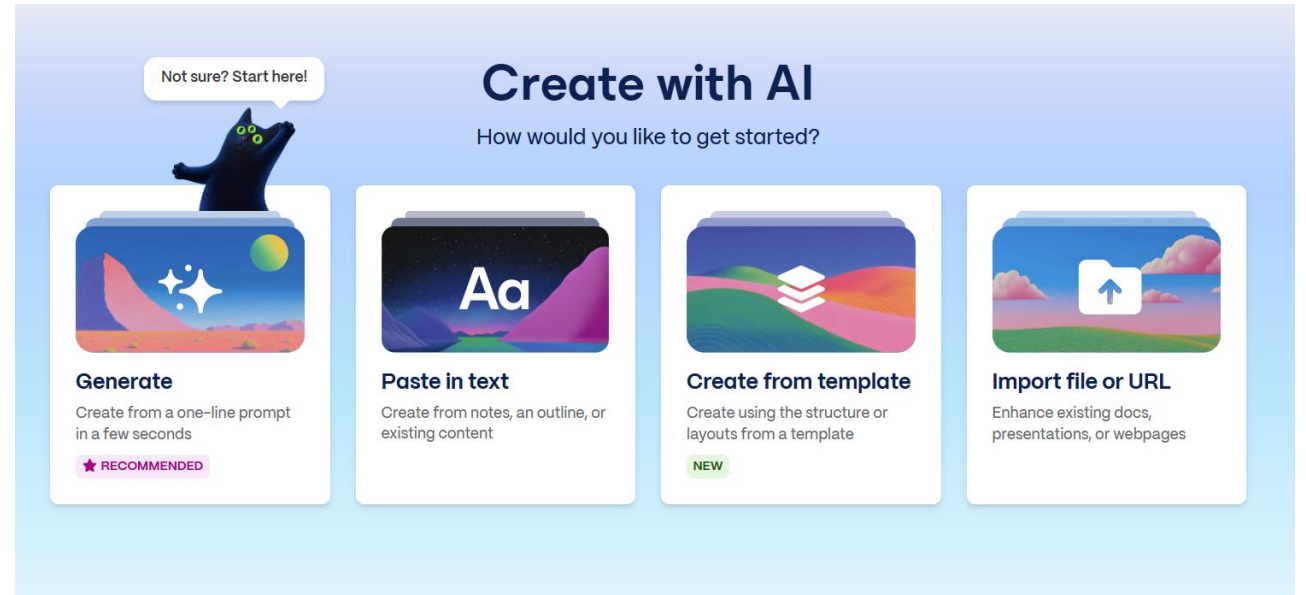 Not sure? Start here!
Create with AI
How would you like to get started?
Aa
Generate
Create from a one-line prompt
in a few seconds
RECOMMENDED
Paste in text
Create from notes, an outline, or
existing content
Create from template
Create using the structure or
layouts from a template
NEW
Import file or URL
Enhance existing docs,
presentations, or webpages